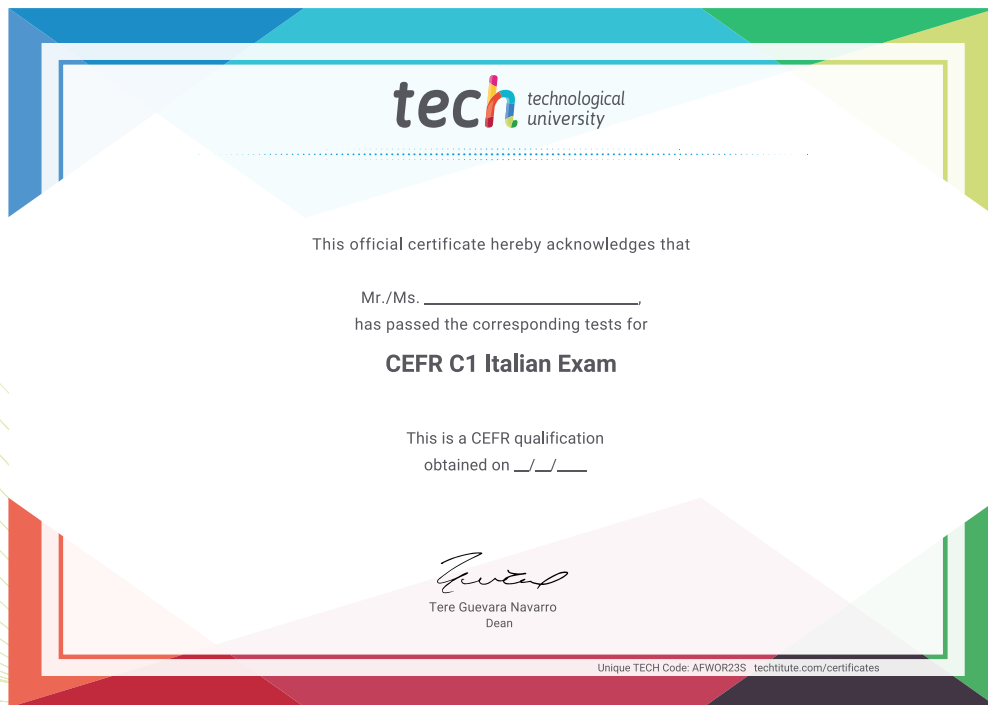 tech technological
university
This official certificate hereby acknowledges that
Mr./Ms. ____________________,
has passed the corresponding tests for
CEFR C1 Italian Exam
This is a CEFR qualification
obtained on __/__/____
Tere Guevara Navarro
Dean
Unique TECH Code: AFWOR23S techtitute.com/certificates